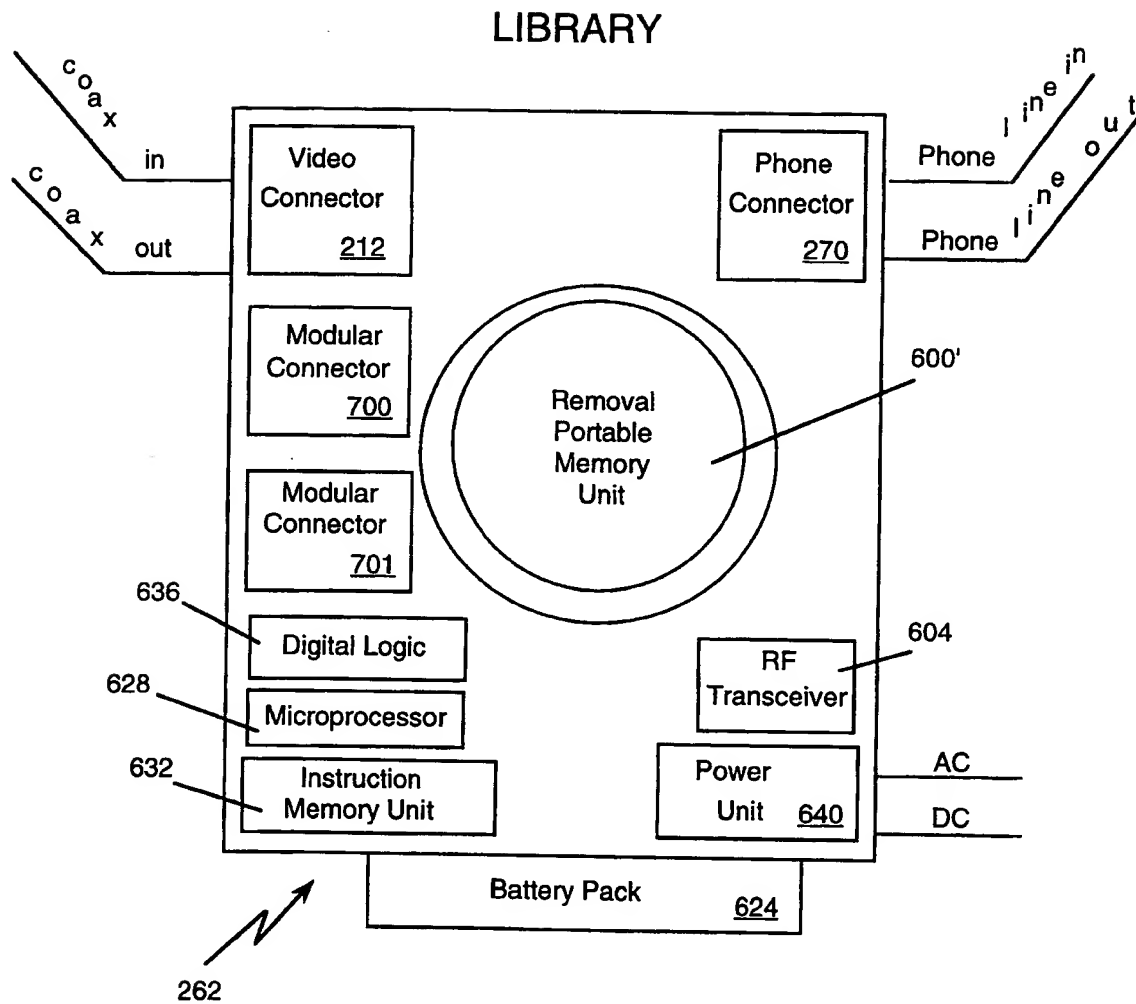 LIBRARY
coax
in
coax
out
Video
Connector
212
Phone
Connector
270
Phone line in
Phone line out
Modular
Connector
700
Removal
Portable
Memory
Unit
600'
Modular
Connector
701
636
Digital Logic
628
Microprocessor
632
Instruction
Memory Unit
RF
Transceiver
604
Power
Unit
640
AC
DC
Battery Pack
624
262